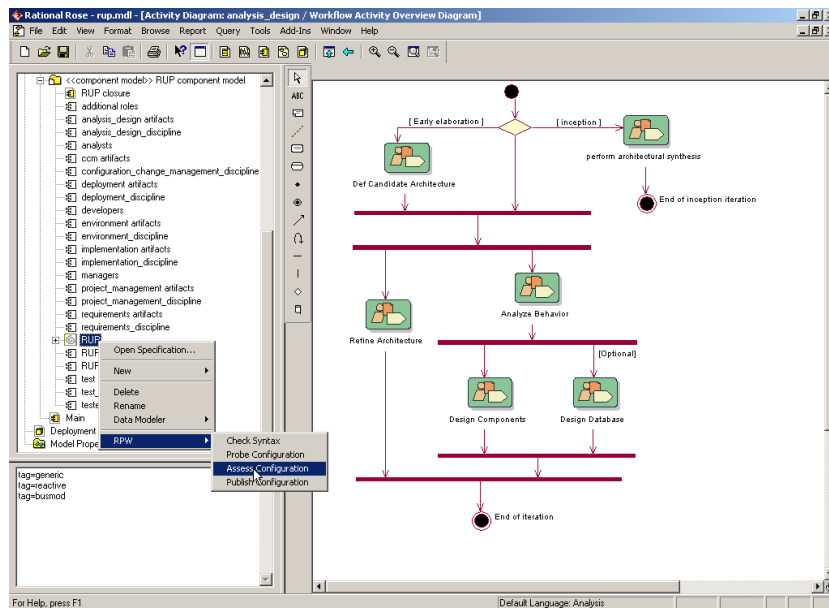 Rational Rose - rup.mdl - [Activity Diagram: analysis_design / Workflow Activity Overview Diagram]
File Edit View Format Browse Report Query Tools Add-Ins Window Help
<<component model>> RUP component model
RUP closure
additional roles
analysis_design artifacts
analysis_design_discipline
analysts
ccm artifacts
configuration_change_management_discipline
deployment artifacts
deployment_discipline
developers
environment artifacts
environment_discipline
implementation artifacts
implementation_discipline
managers
project_management artifacts
project_management_discipline
requirements artifacts
requirements_discipline
RUP
RUP
RUP
test
test_
teste
Main
Deployment
Model Prope
Open Specification...
New
Delete
Rename
Data Modeler
RPW
Check Syntax
Probe Configuration
Assess Configuration
Publish Configuration
tag=generic
tag=reactive
tag=busmod
ABC
[ Early elaboration ]
[ inception ]
Def Candidate Architecture
perform architectural synthesis
End of inception iteration
Analyze Behavior
Refine Architecture
[Optional]
Design Components
Design Database
End of iteration
For Help, press F1
Default Language: Analysis